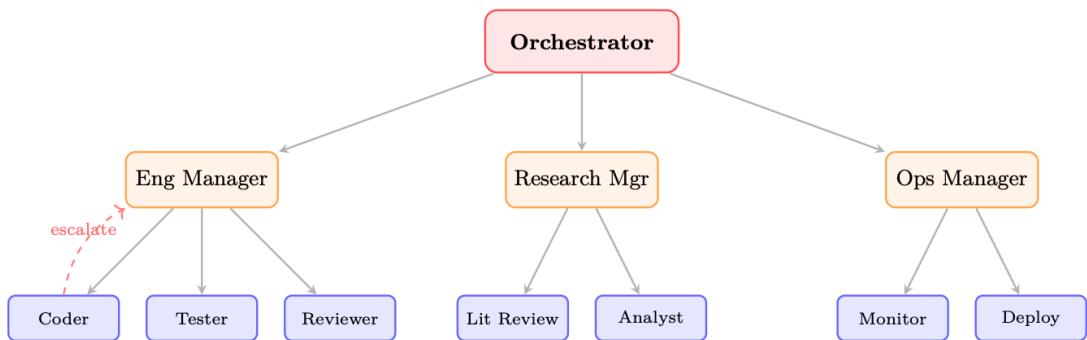 Orchestrator
Eng Manager
Research Mgr
Ops Manager
escalate
Coder
Tester
Reviewer
Lit Review
Analyst
Monitor
Deploy